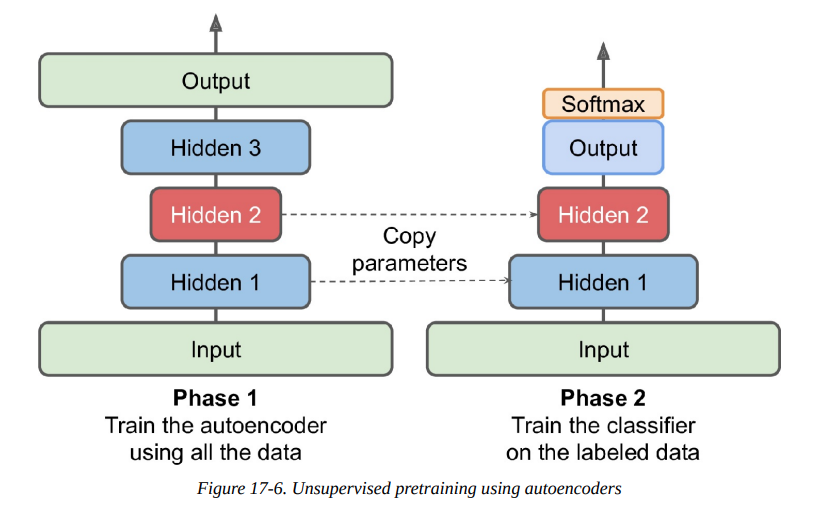 Output
Hidden 3
Hidden 2
Hidden 1
Input
Phase 1
Train the autoencoder
using all the data
Copy
parameters
Softmax
Output
Hidden 2
Hidden 1
Input
Phase 2
Train the classifier
on the labeled data
Figure 17-6. Unsupervised pretraining using autoencoders